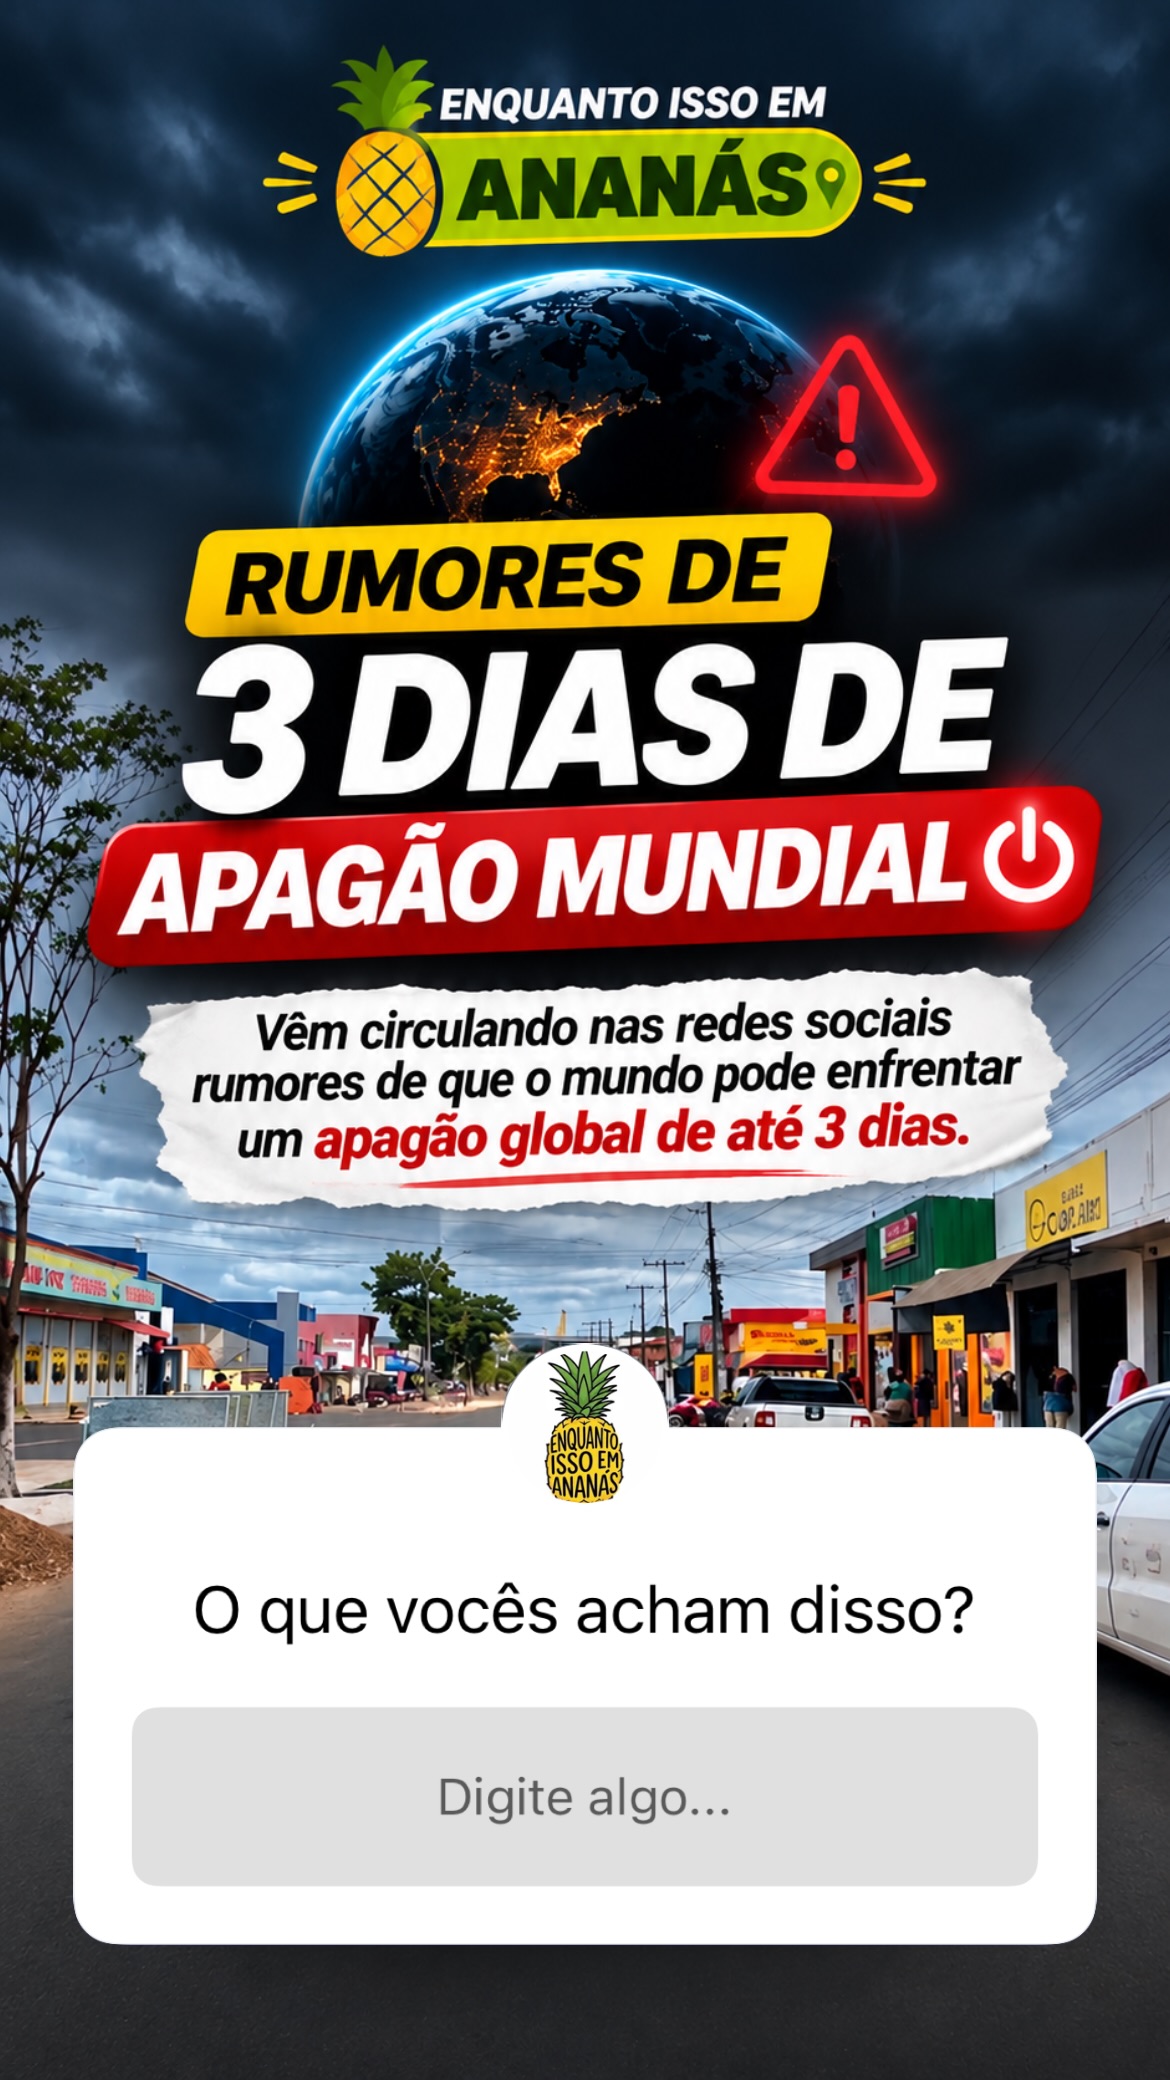 ENQUANTO ISSO EM
ANANÁS
RUMORES DE
3 DIAS DE
APAGÃO MUNDIAL
Vêm circulando nas redes sociais
rumores de que o mundo pode enfrentar
um apagão global de até 3 dias.
ENQUANTO
ISSO EM
ANANÁS
O que vocês acham disso?
Digite algo...